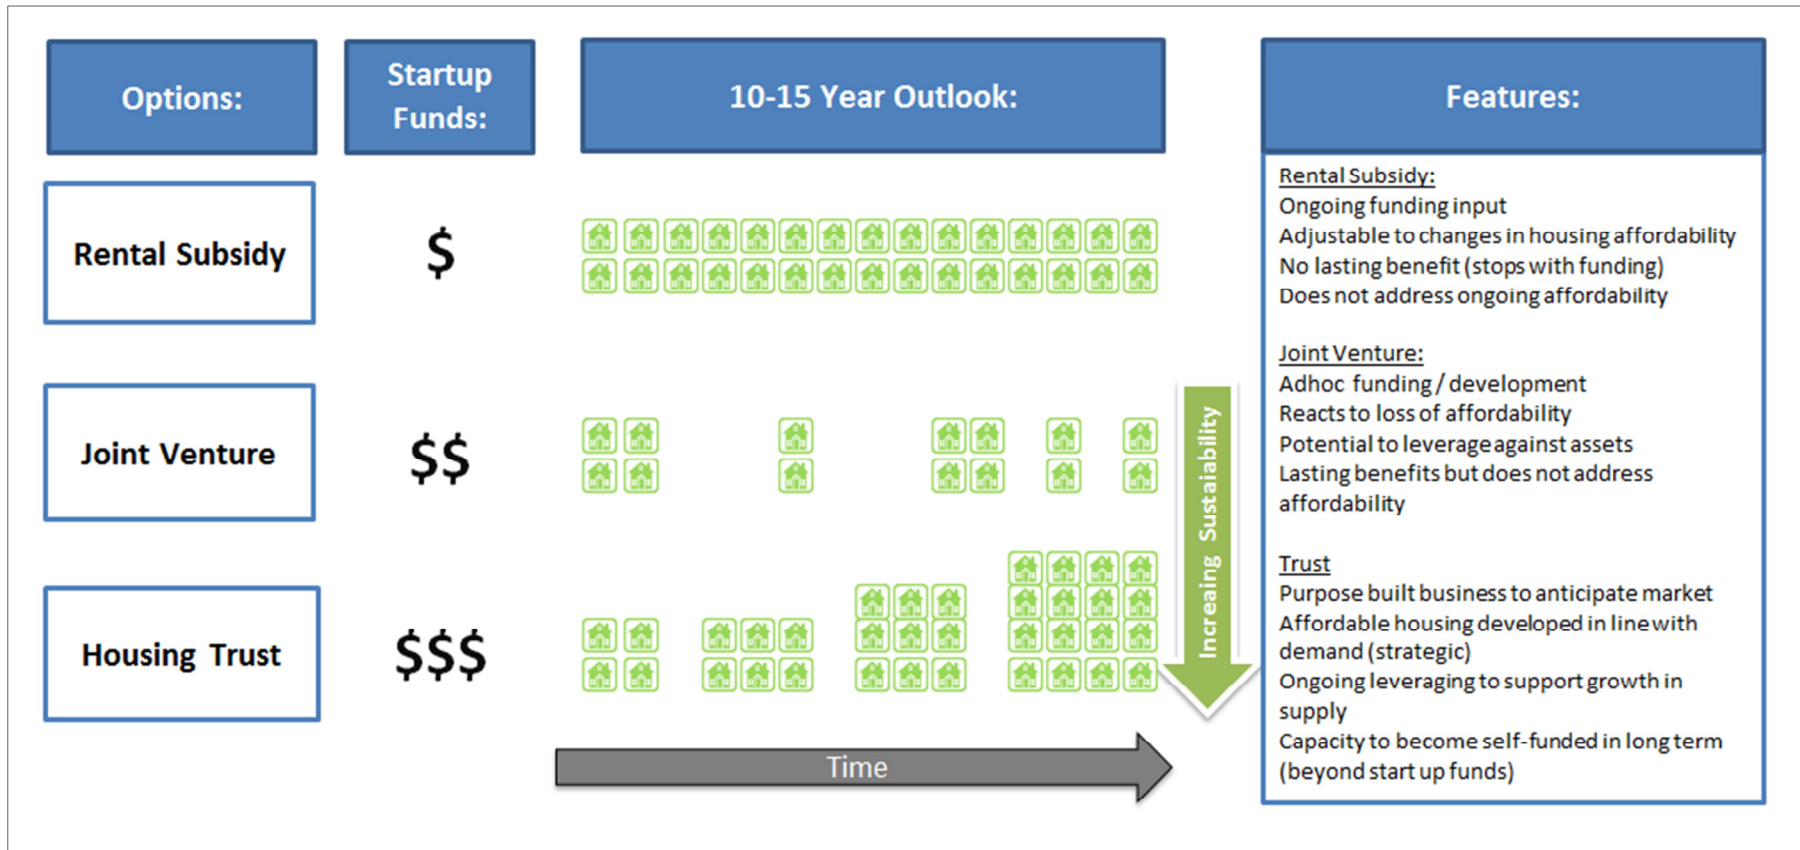 Options:
Startup
Funds:
10-15 Year Outlook:
Features:
Rental Subsidy
$
Joint Venture
$$
Housing Trust
$$$
Increaing Sustaiability
Time
Rental Subsidy:
Ongoing funding input
Adjustable to changes in housing affordability
No lasting benefit (stops with funding)
Does not address ongoing affordability
Joint Venture:
Adhoc funding / development
Reacts to loss of affordability
Potential to leverage against assets
Lasting benefits but does not address
affordability
Trust
Purpose built business to anticipate market
Affordable housing developed in line with
demand (strategic)
Ongoing leveraging to support growth in
supply
Capacity to become self-funded in long term
(beyond start up funds)